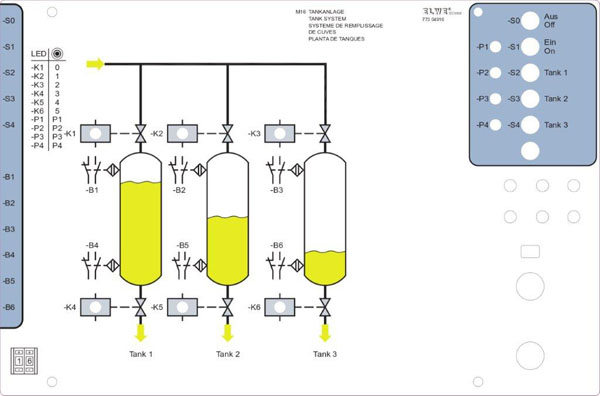 M16 TANKANLAGE
TANK SYSTEM
SYSTEME DE REMPLISSAGE
DE CUVES
PLANTA DE TANQUES
-S0
-S1
-S2
-S3
-S4
-B1
-B2
-B3
-B4
-B5
-B6
LED
-K1 0
-K2 1
-K3 2
-K4 3
-K5 4
-K6 5
-P1 P1
-P2 P2
-P3 P3
-P4 P4
-K1 -K2 -K3
-B1 -B2 -B3
-B4 -B5 -B6
-K4 -K5 -K6
Tank 1 Tank 2 Tank 3
1 6
-S0 Aus
Off
-P1 -S1 Ein
On
-P2 -S2 Tank 1
-P3 -S3 Tank 2
-P4 -S4 Tank 3